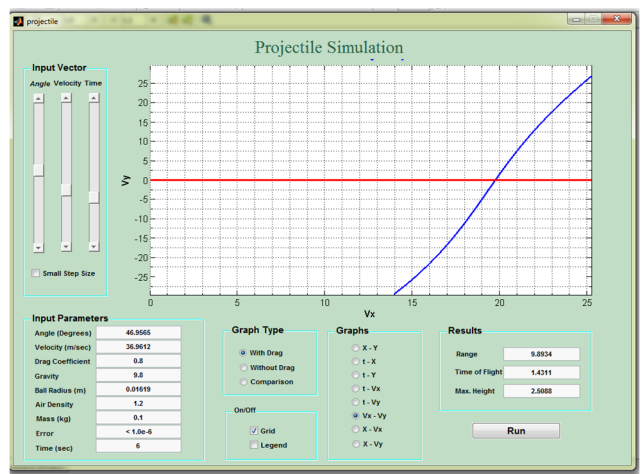 projectile
Projectile Simulation
Input Vector
Angle Velocity Time
Small Step Size
25
20
15
10
5
0
-5
-10
-15
-20
-25
Vy
0 5 10 15 20 25
Vx
Input Parameters
Angle (Degrees) 46.9565
Velocity (m/sec) 36.9612
Drag Coefficient 0.8
Gravity 9.8
Ball Radius (m) 0.01619
Air Density 1.2
Mass (kg) 0.1
Error < 1.0e-6
Time (sec) 6
Graph Type
With Drag
Without Drag
Comparison
On/Off
Grid
Legend
Graphs
X - Y
t - X
t - Y
t - Vx
t - Vy
Vx - Vy
X - Vx
X - Vy
Results
Range 9.8934
Time of Flight 1.4311
Max. Height 2.5088
Run